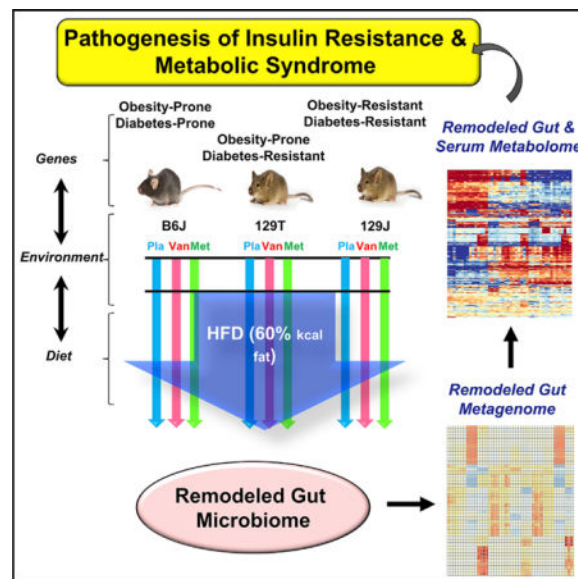 Pathogenesis of Insulin Resistance &
Metabolic Syndrome
Obesity-Prone
Diabetes-Prone
Obesity-Prone
Diabetes-Resistant
Obesity-Resistant
Diabetes-Resistant
Genes
Environment
Diet
B6J
129T
129J
Pla Van Met
Pla Van Met
Pla Van Met
HFD (60% kcal
fat)
Remodeled Gut
Microbiome
Remodeled Gut &
Serum Metabolome
Remodeled Gut
Metagenome